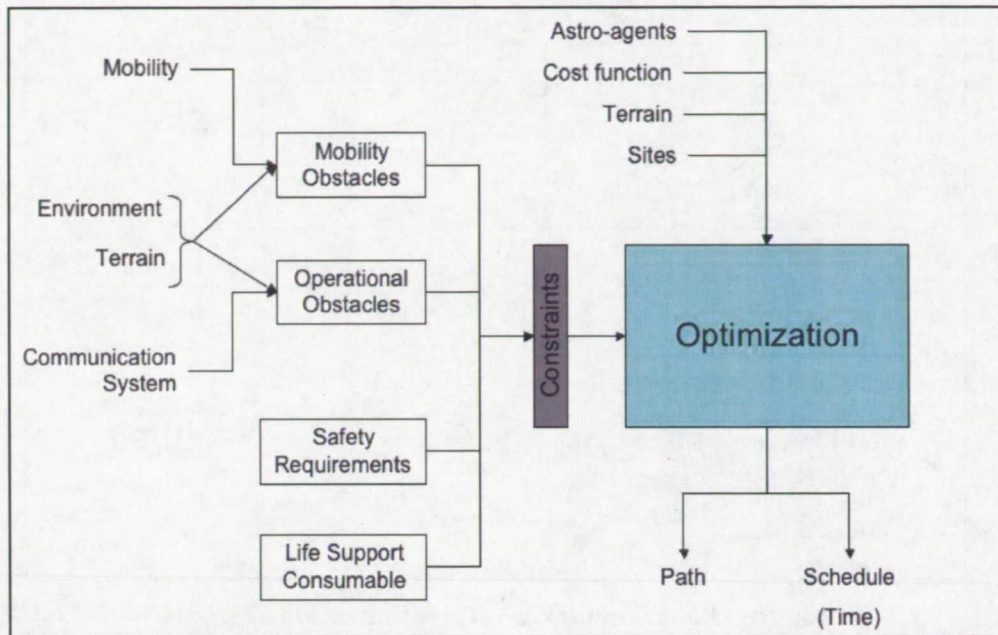 Mobility
Environment
Terrain
Communication
System
Mobility
Obstacles
Operational
Obstacles
Safety
Requirements
Life Support
Consumable
Constraints
Astro-agents
Cost function
Terrain
Sites
Optimization
Path
Schedule
(Time)